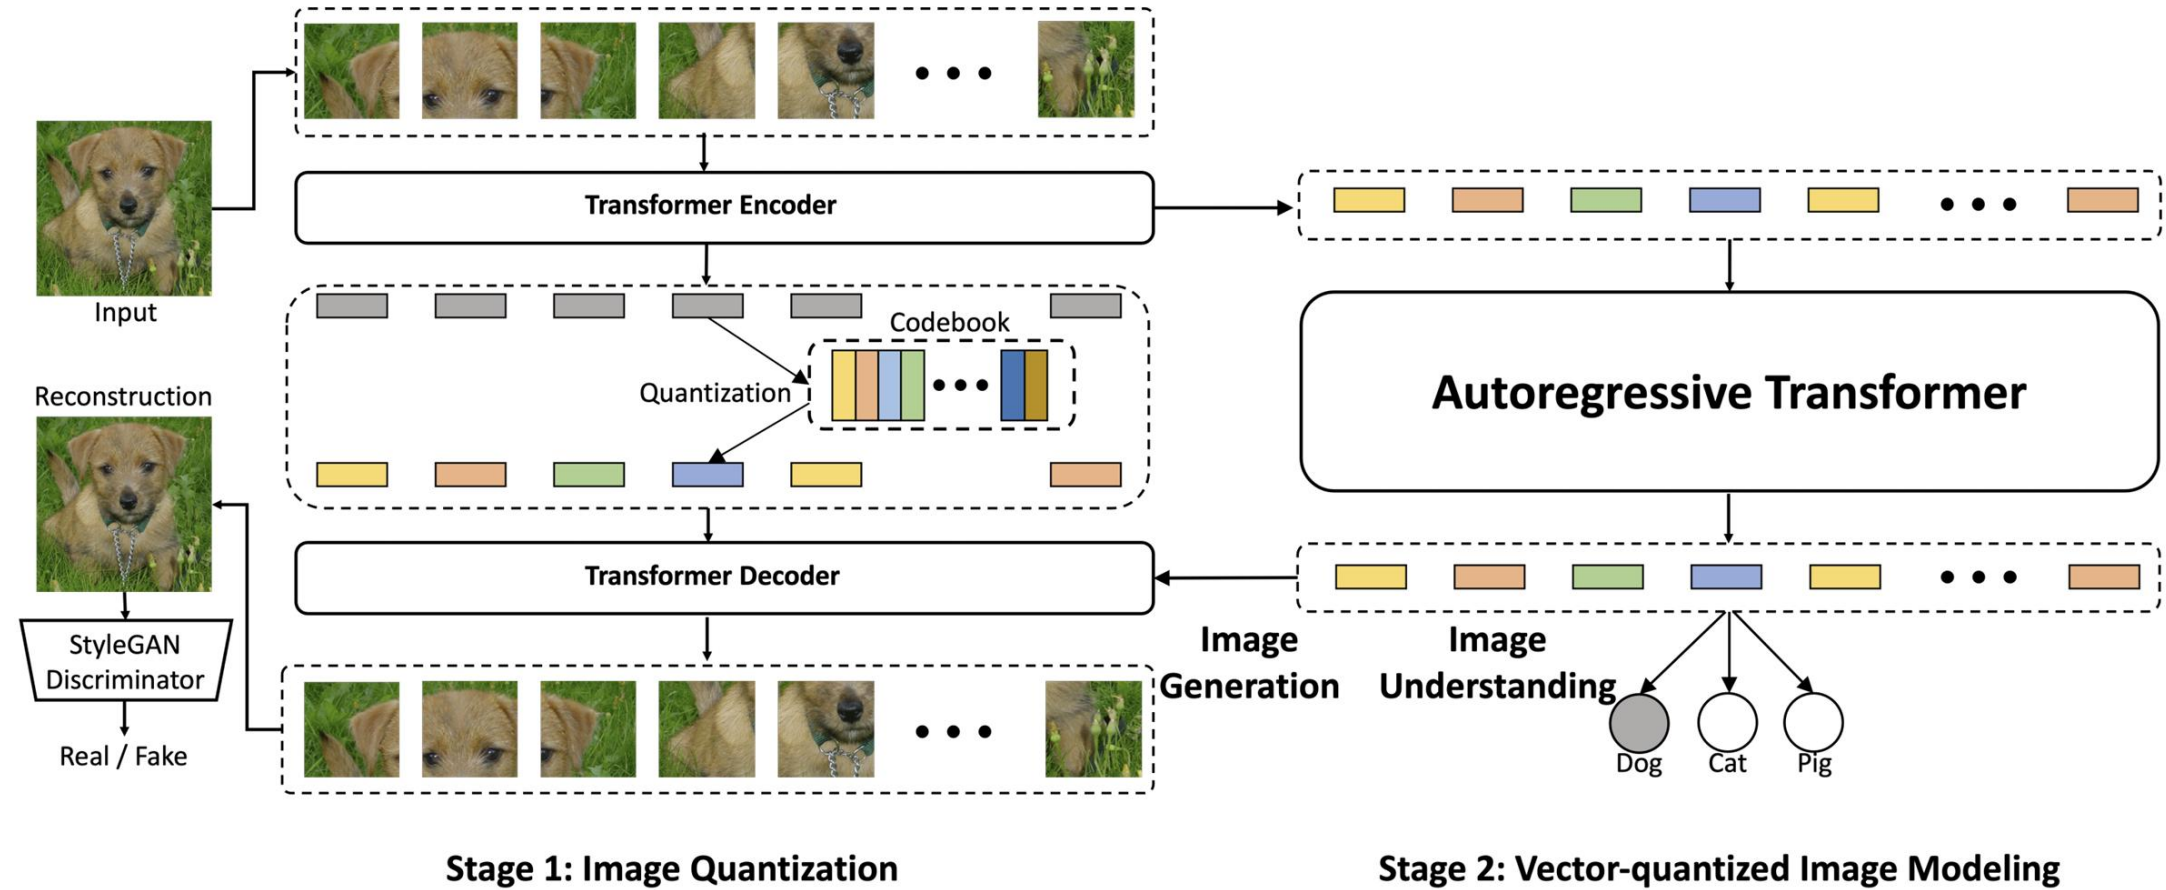 Input
Transformer Encoder
Codebook
Quantization
Reconstruction
Transformer Decoder
StyleGAN
Discriminator
Real / Fake
Stage 1: Image Quantization
Autoregressive Transformer
Image
Generation
Image
Understanding
Dog
Cat
Pig
Stage 2: Vector-quantized Image Modeling